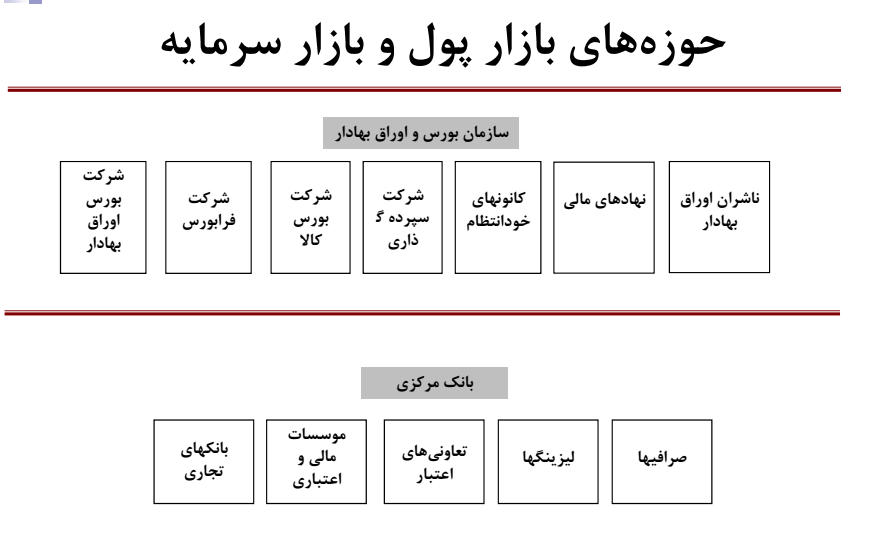 حوزه‌های بازار پول و بازار سرمایه
سازمان بورس و اوراق بهادار
ناشران اوراق
بهادار
نهادهای مالی
کانونهای
خودانتظام
شرکت
سپرده گ
ذاری
شرکت
بورس
کالا
شرکت
فرابورس
شرکت
بورس
اوراق
بهادار
بانک مرکزی
صرافیها
لیزینگها
تعاونی‌های
اعتبار
موسسات
مالی و
اعتباری
بانکهای
تجاری